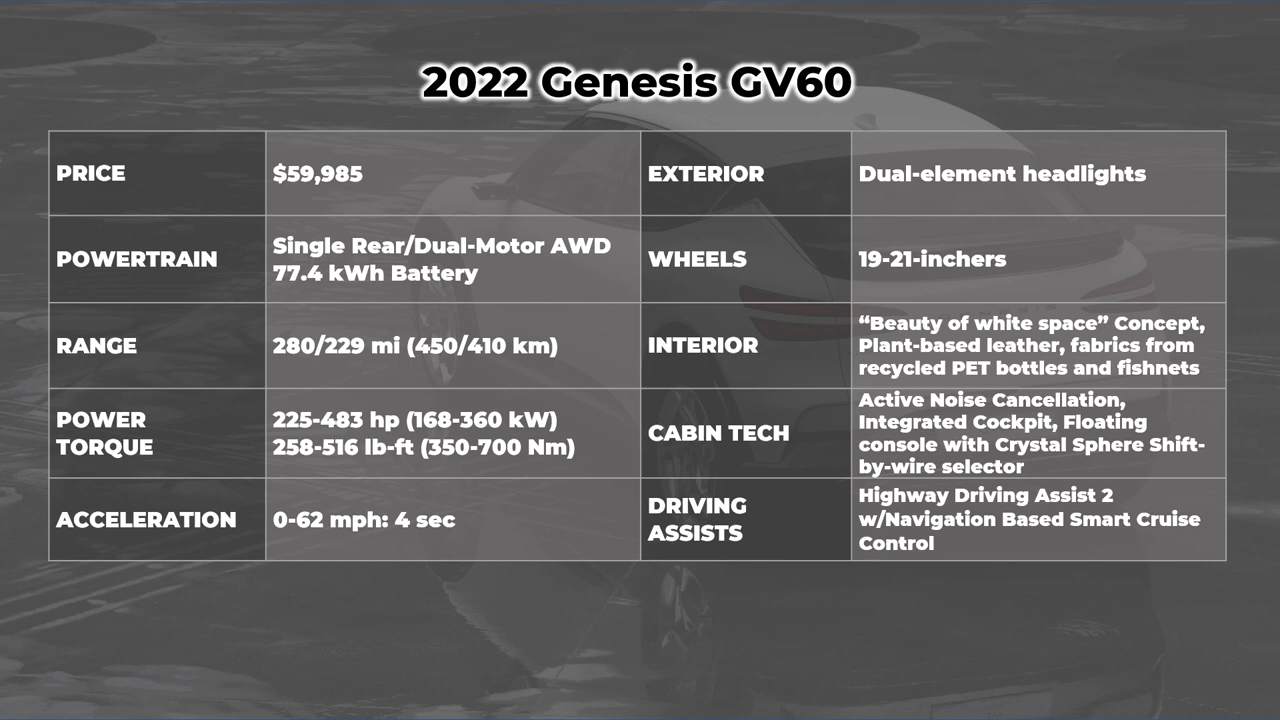 2022 Genesis GV60
PRICE
$59,985
EXTERIOR
Dual-element headlights
POWERTRAIN
Single Rear/Dual-Motor AWD
77.4 kWh Battery
WHEELS
19-21-inchers
RANGE
280/229 mi (450/410 km)
INTERIOR
“Beauty of white space” Concept,
Plant-based leather, fabrics from
recycled PET bottles and fishnets
POWER
TORQUE
225-483 hp (168-360 kW)
258-516 lb-ft (350-700 Nm)
CABIN TECH
Active Noise Cancellation,
Integrated Cockpit, Floating
console with Crystal Sphere Shift-
by-wire selector
ACCELERATION
0-62 mph: 4 sec
DRIVING
ASSISTS
Highway Driving Assist 2
w/Navigation Based Smart Cruise
Control